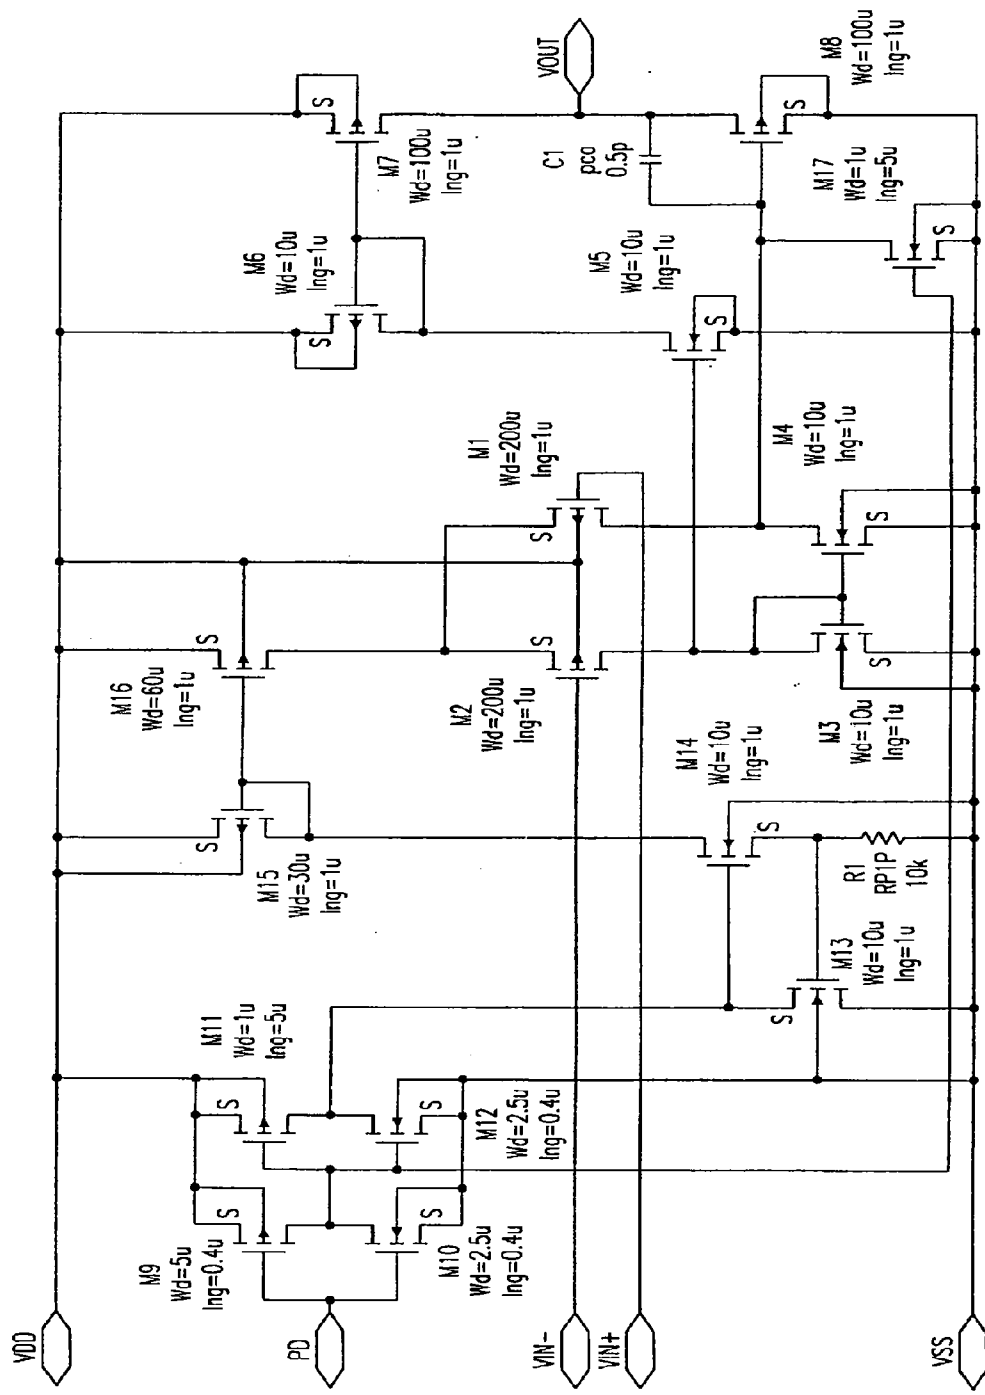 VDD
PD
VIN-
VIN+
VSS
M9
Wd=5u
lng=0.4u
S
M10
Wd=2.5u
lng=0.4u
S
M11
Wd=1u
lng=5u
S
M12
Wd=2.5u
lng=0.4u
S
M13
Wd=10u
lng=1u
S
R1
RP1P
10k
M15
Wd=30u
lng=1u
S
M14
Wd=10u
lng=1u
S
M16
Wd=60u
lng=1u
S
M2
Wd=200u
lng=1u
S
M3
Wd=10u
lng=1u
S
M1
Wd=200u
lng=1u
S
M4
Wd=10u
lng=1u
S
M6
Wd=10u
lng=1u
S
M5
Wd=10u
lng=1u
S
M7
Wd=100u
lng=1u
S
C1
pco
0.5p
M17
Wd=1u
lng=5u
S
VOUT
M8
Wd=100u
lng=1u
S